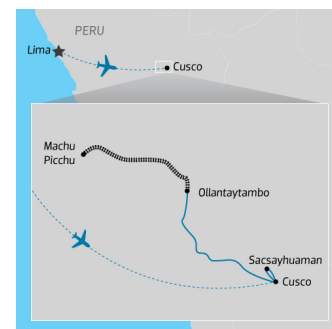 PERU
Lima
Cusco
Machu
Picchu
Ollantaytambo
Sacsayhuaman
Cusco